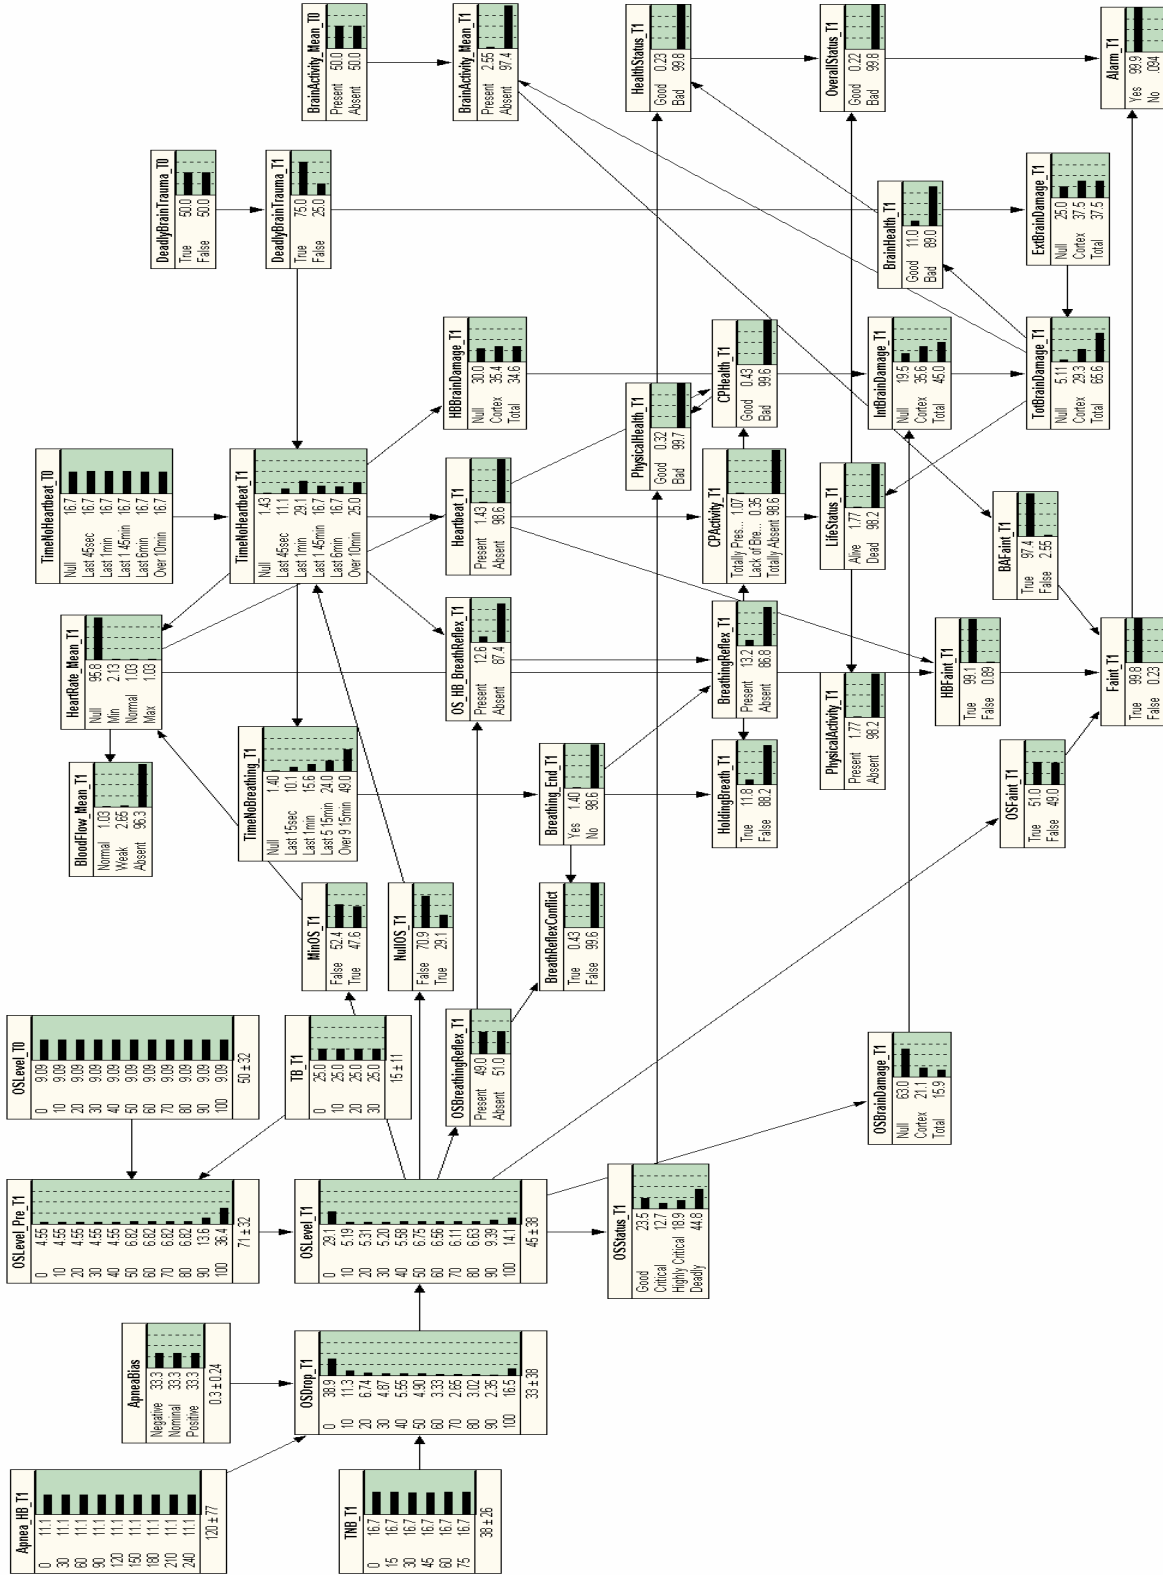 Apnea_HB_T1
0 11.1
30 11.1
60 11.1
90 11.1
120 11.1
150 11.1
180 11.1
210 11.1
240 11.1
120 ± 77
ApneaBias
Negative 33.3
Nominal 33.3
Positive 33.3
0.3 ± 0.24
OSLevel_Pre_T1
0 4.55
10 4.55
20 4.55
30 4.55
40 4.55
50 6.82
60 6.82
70 6.82
80 6.82
90 13.6
100 36.4
71 ± 32
OSLevel_T0
0 9.09
10 9.09
20 9.09
30 9.09
40 9.09
50 9.09
60 9.09
70 9.09
80 9.09
90 9.09
100 9.09
50 ± 32
BloodFlow_Mean_T1
Normal 1.03
Weak 2.65
Absent 96.3
HeartRate_Mean_T1
Null 95.8
Min 2.13
Normal 1.03
Max 1.03
TimeNoHeartbeat_T0
Null 16.7
Last 45sec 16.7
Last 1min 16.7
Last 1 45min 16.7
Last 6min 16.7
Over 10min 16.7
DeadlyBrainTrauma_T0
True 50.0
False 50.0
BrainActivity_Mean_T0
Present 50.0
Absent 50.0
TNB_T1
0 16.7
15 16.7
30 16.7
45 16.7
60 16.7
75 16.7
38 ± 26
OSDrop_T1
0 38.9
10 11.3
20 6.74
30 4.87
40 5.55
50 4.90
60 3.33
70 2.65
80 3.02
90 2.35
100 16.5
33 ± 38
OSLevel_T1
0 29.1
10 5.19
20 5.31
30 5.20
40 5.58
50 6.75
60 6.56
70 6.11
80 6.63
90 9.39
100 14.1
45 ± 38
TB_T1
0 25.0
10 25.0
20 25.0
30 25.0
15 ± 11
MinOS_T1
False 52.4
True 47.6
TimeNoBreathing_T1
Null 1.40
Last 15sec 10.1
Last 1min 15.6
Last 5 15min 24.0
Over 9 15min 49.0
TimeNoHeartbeat_T1
Null 1.43
Last 45sec 11.1
Last 1min 29.1
Last 1 45min 16.7
Last 6min 16.7
Over 10min 25.0
DeadlyBrainTrauma_T1
True 75.0
False 25.0
NullOS_T1
False 70.9
True 29.1
OSBreathingReflex_T1
Present 49.0
Absent 51.0
OS_HB_BreathReflex_T1
Present 12.6
Absent 87.4
Heartbeat_T1
Present 1.43
Absent 98.6
HBBrainDamage_T1
Null 30.0
Cortex 35.4
Total 34.6
BrainActivity_Mean_T1
Present 2.55
Absent 97.4
BreathReflexConflict
True 0.43
False 99.6
Breathing_End_T1
Yes 1.40
No 98.6
OSStatus_T1
Good 23.5
Critical 12.7
Highly Critical 18.9
Deadly 44.8
PhysicalHealth_T1
Good 0.32
Bad 99.7
HealthStatus_T1
Good 0.23
Bad 99.8
HoldingBreath_T1
True 11.8
False 88.2
BreathingReflex_T1
Present 13.2
Absent 86.8
CPActivity_T1
Totally Pres... 1.07
Lack of Bre... 0.35
Totally Absent 98.6
CPHealth_T1
Good 0.43
Bad 99.6
PhysicalActivity_T1
Present 1.77
Absent 98.2
LifeStatus_T1
Alive 1.77
Dead 98.2
OverallStatus_T1
Good 0.22
Bad 99.8
OSBrainDamage_T1
Null 63.0
Cortex 21.1
Total 15.9
IntBrainDamage_T1
Null 19.5
Cortex 35.6
Total 45.0
BrainHealth_T1
Good 11.0
Bad 89.0
HBFaint_T1
True 99.1
False 0.89
BAFaint_T1
True 97.4
False 2.55
OSFaint_T1
True 51.0
False 49.0
TotBrainDamage_T1
Null 5.11
Cortex 29.3
Total 65.6
ExtBrainDamage_T1
Null 25.0
Cortex 37.5
Total 37.5
Faint_T1
True 99.8
False 0.23
Alarm_T1
Yes 99.9
No .094